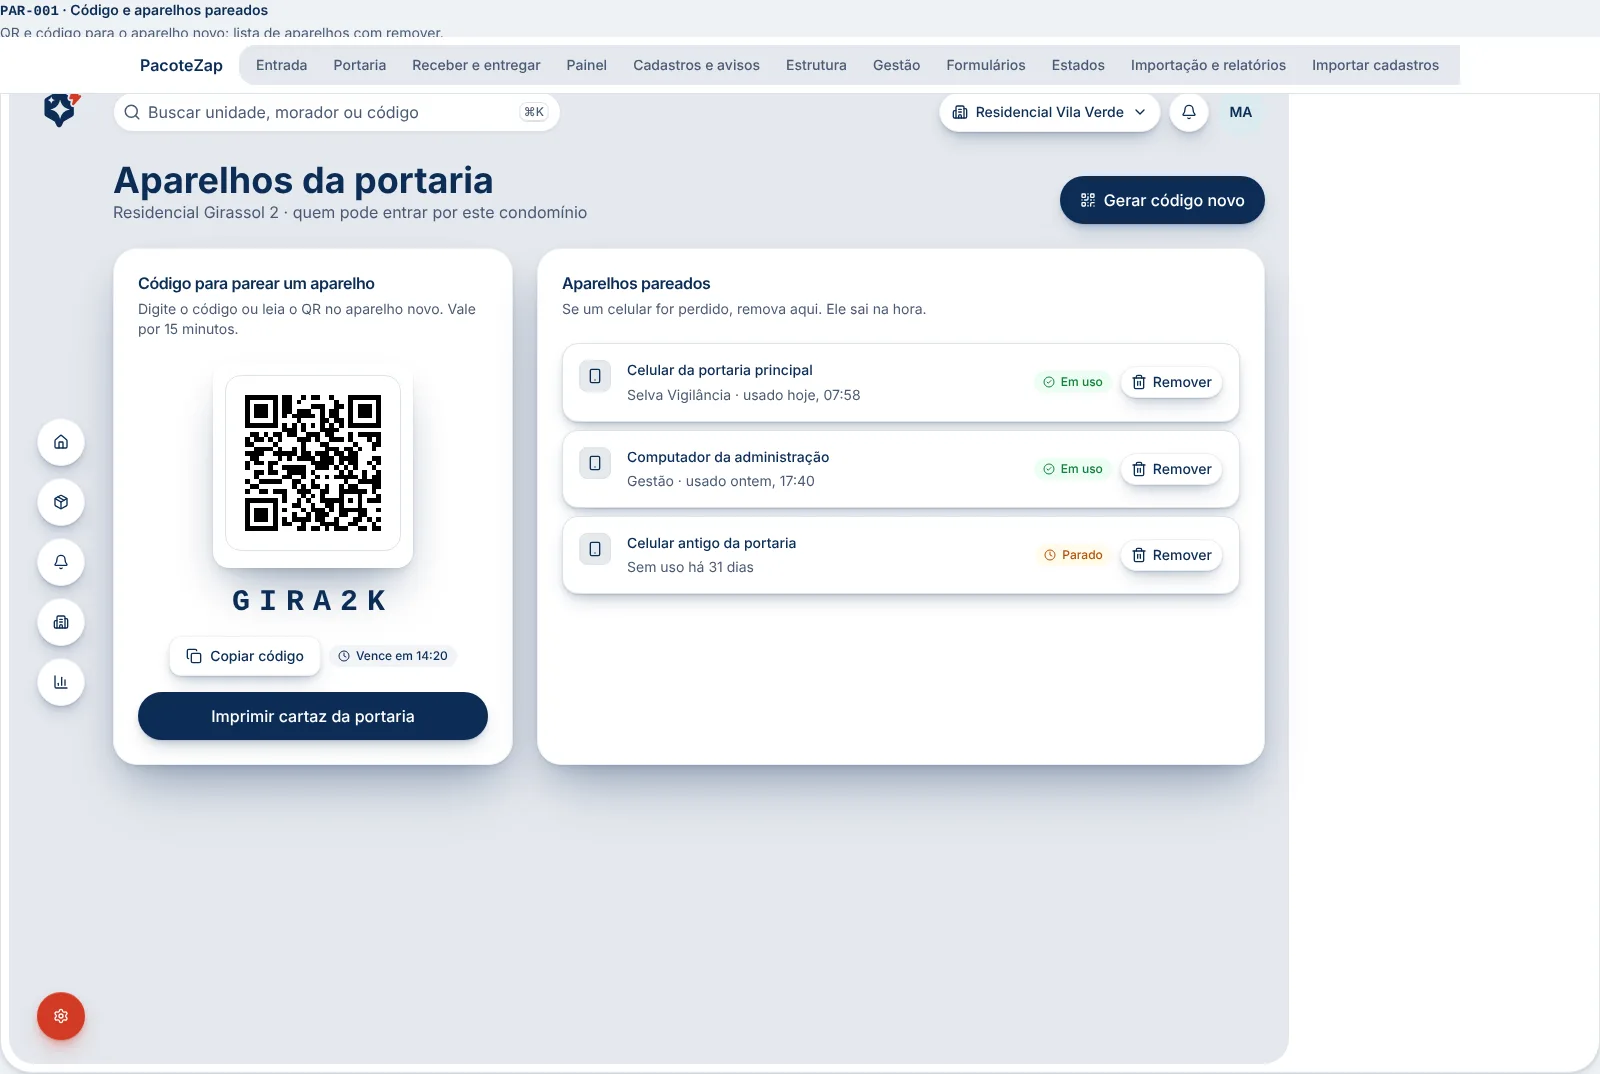 PAR-001 · Código e aparelhos pareados
QR e código para o aparelho novo; lista de aparelhos com remover.
PacoteZap
Entrada
Portaria
Receber e entregar
Painel
Cadastros e avisos
Estrutura
Gestão
Formulários
Estados
Importação e relatórios
Importar cadastros
Buscar unidade, morador ou código
⌘K
Residencial Vila Verde
MA
Aparelhos da portaria
Residencial Girassol 2 · quem pode entrar por este condomínio
Gerar código novo
Código para parear um aparelho
Digite o código ou leia o QR no aparelho novo. Vale
por 15 minutos.
GIRA2K
Copiar código
Vence em 14:20
Imprimir cartaz da portaria
Aparelhos pareados
Se um celular for perdido, remova aqui. Ele sai na hora.
Celular da portaria principal
Selva Vigilância · usado hoje, 07:58
Em uso
Remover
Computador da administração
Gestão · usado ontem, 17:40
Em uso
Remover
Celular antigo da portaria
Sem uso há 31 dias
Parado
Remover